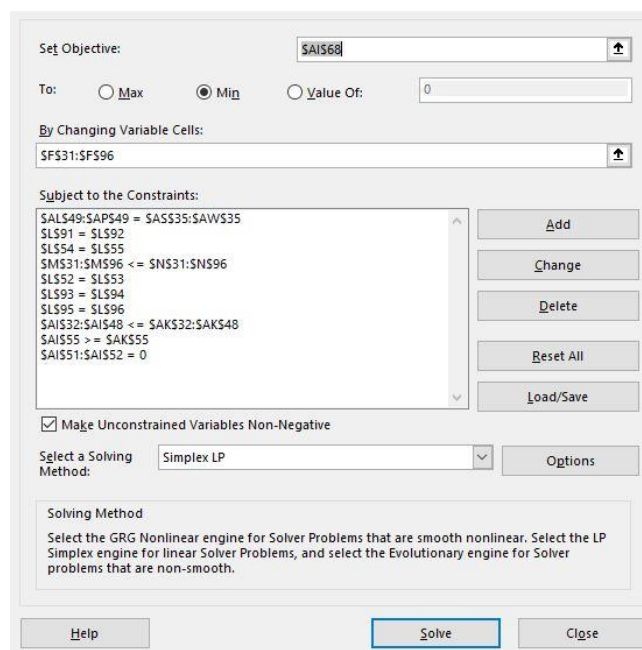 Set Objective: $AI$68
To: Max Min Value Of: 0
By Changing Variable Cells:
$F$31:$F$96
Subject to the Constraints:
$AL$49:$AP$49 = $AS$35:$AW$35
$L$91 = $L$92
$L$54 = $L$55
$M$31:$M$96 <= $N$31:$N$96
$L$52 = $L$53
$L$93 = $L$94
$L$95 = $L$96
$AI$32:$AI$48 <= $AK$32:$AK$48
$AI$55 >= $AK$55
$AI$51:$AI$52 = 0
Add
Change
Delete
Reset All
Load/Save
Make Unconstrained Variables Non-Negative
Select a Solving Method: Simplex LP Options
Solving Method
Select the GRG Nonlinear engine for Solver Problems that are smooth nonlinear. Select the LP
Simplex engine for linear Solver Problems, and select the Evolutionary engine for Solver
problems that are non-smooth.
Help Solve Close